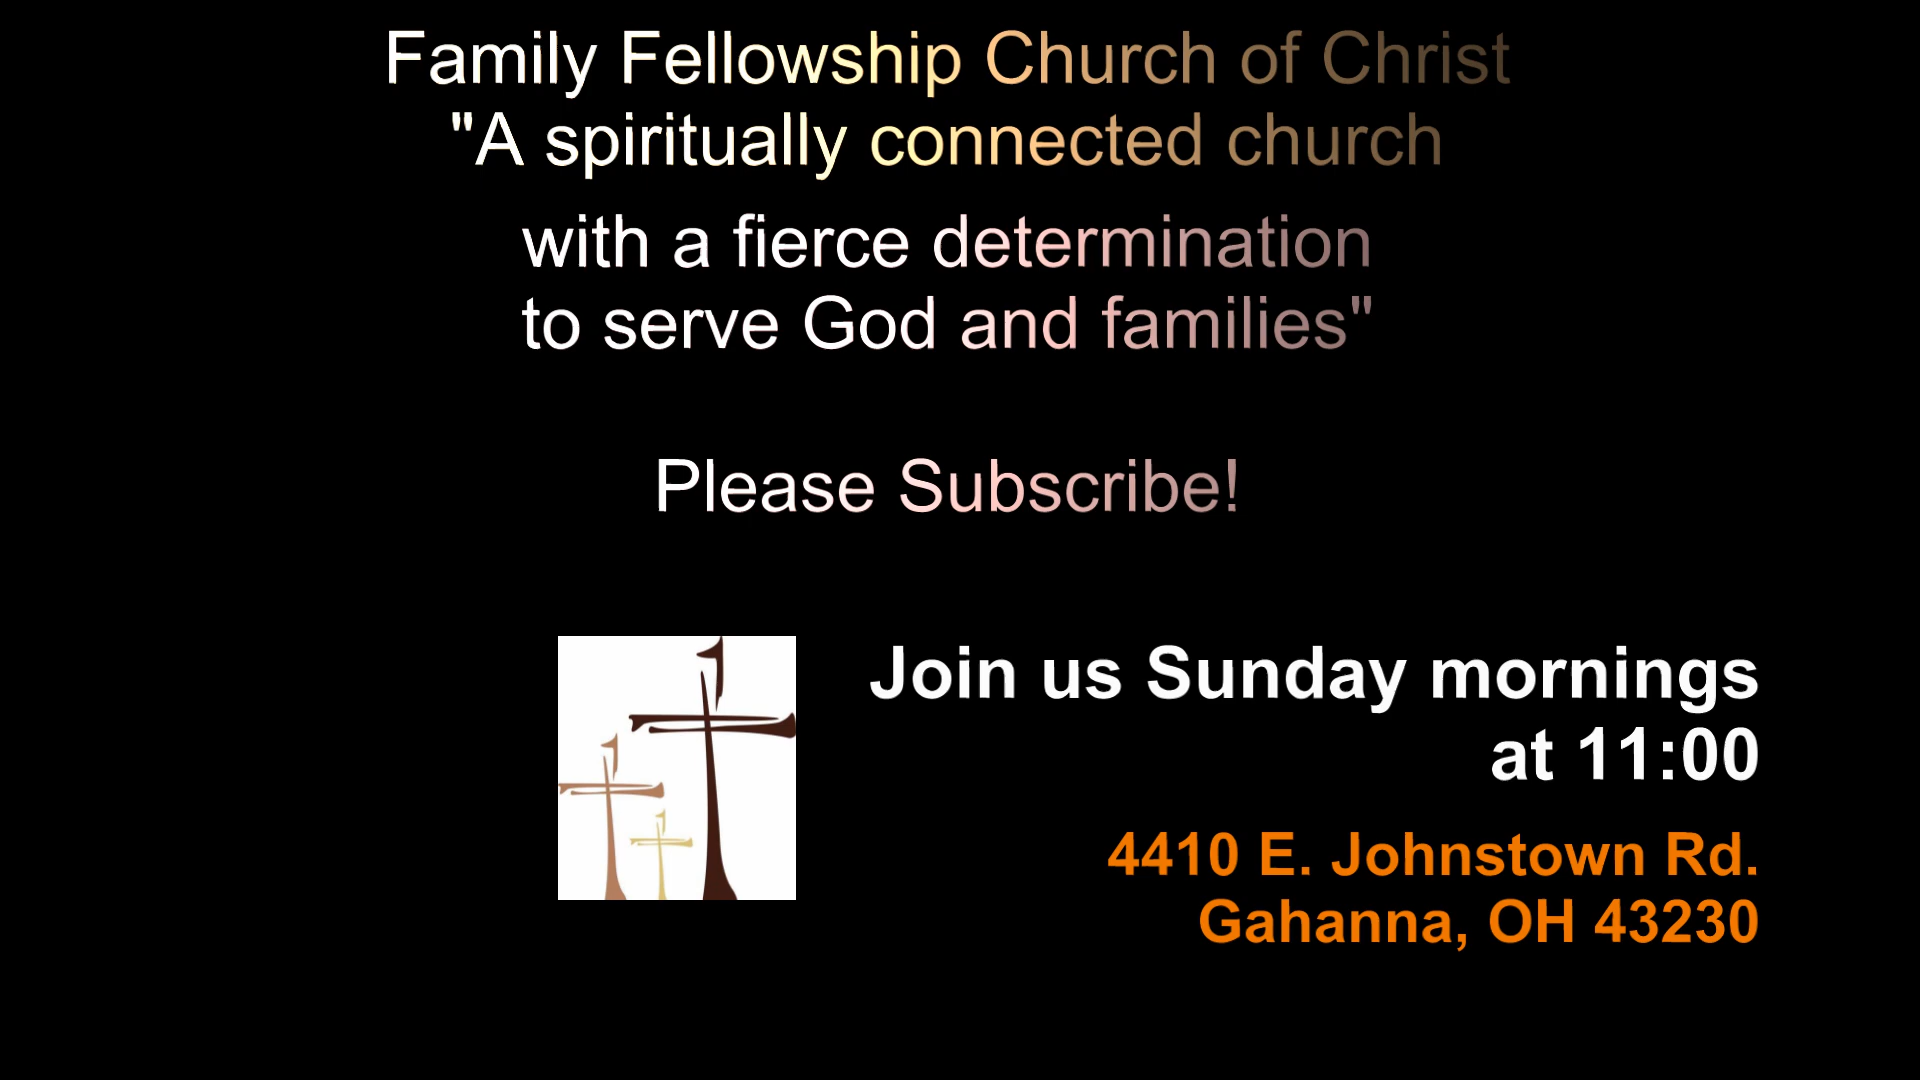 Family Fellowship Church of Christ
"A spiritually connected church
with a fierce determination
to serve God and families"
Please Subscribe!
Join us Sunday mornings
at 11:00
4410 E. Johnstown Rd.
Gahanna, OH 43230